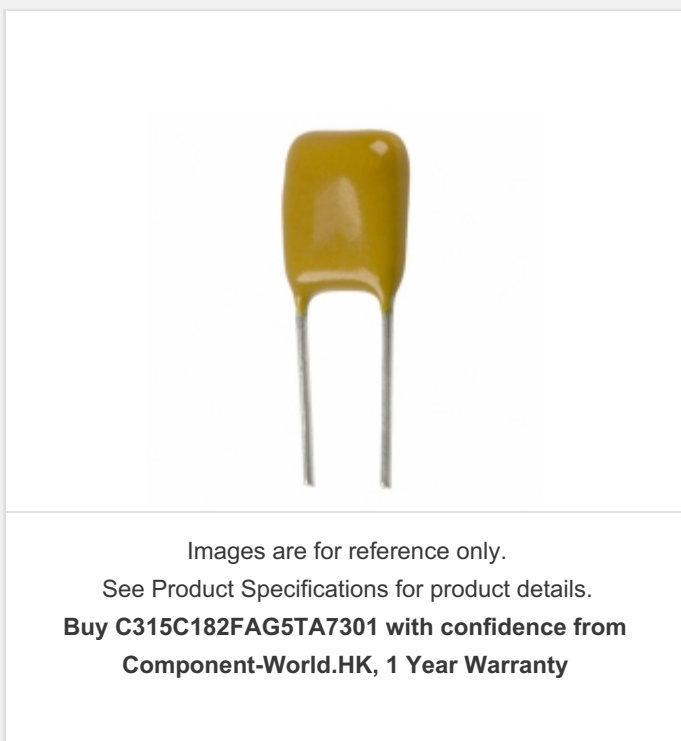 Images are for reference only.
See Product Specifications for product details.
Buy C315C182FAG5TA7301 with confidence from
Component-World.HK, 1 Year Warranty